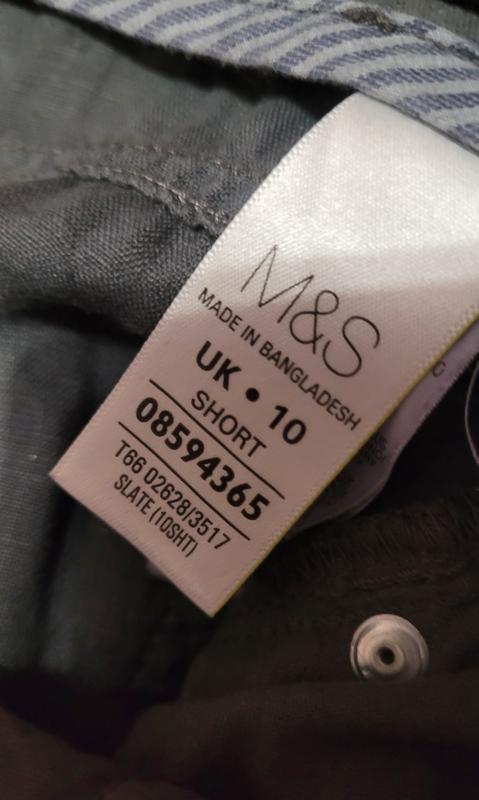 M&S
MADE IN BANGLADESH
UK • 10
SHORT
08594365
T66 02628/3517
SLATE (10SHT)